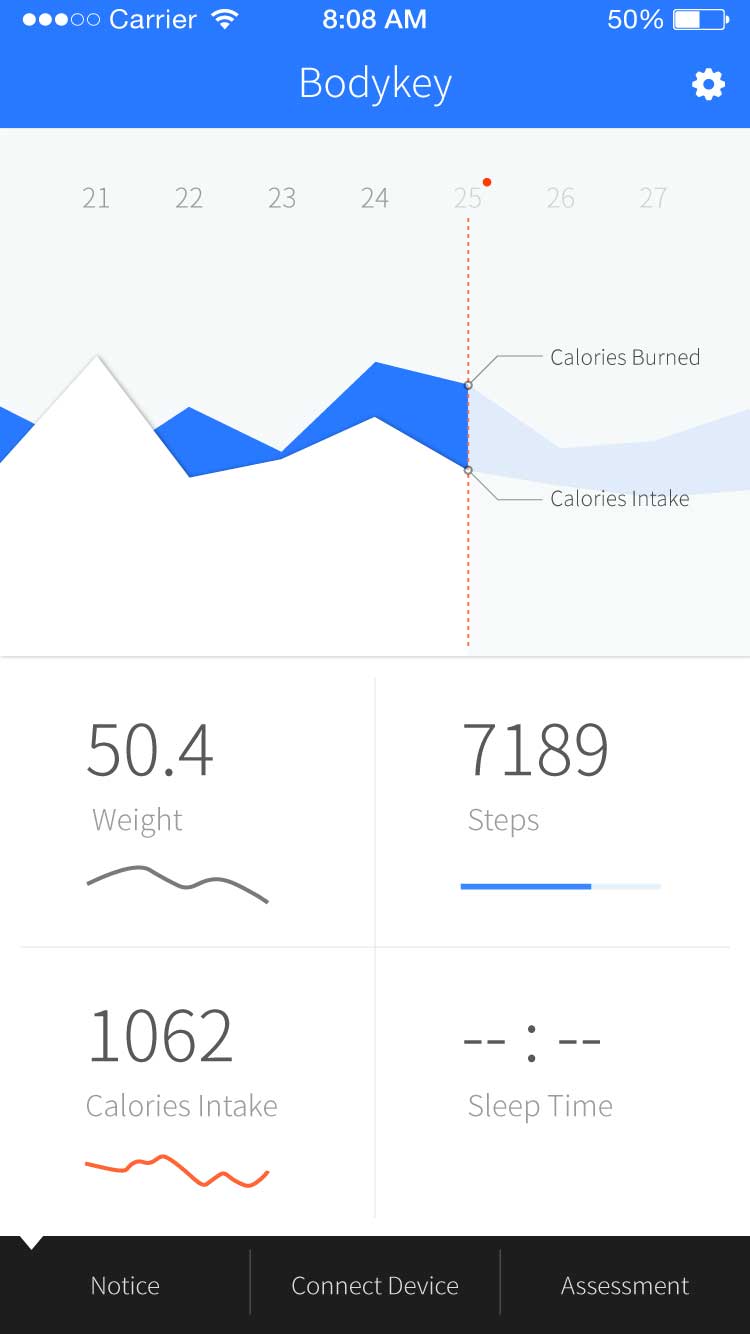 Carrier 8:08 AM 50%
Bodykey
21 22 23 24 25 26 27
Calories Burned
Calories Intake
50.4 7189
Weight Steps
1062 -- : --
Calories Intake Sleep Time
Notice Connect Device Assessment